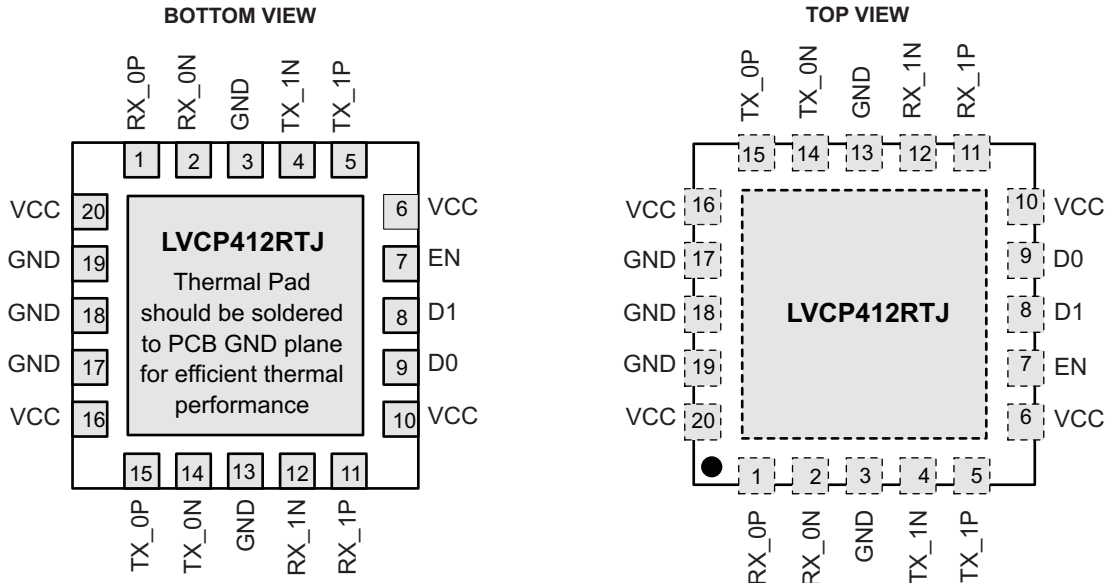 BOTTOM VIEW
RX_0P
RX_0N
GND
TX_1N
TX_1P
1
2
3
4
5
VCC 20
GND 19
GND 18
GND 17
VCC 16
LVCP412RTJ
Thermal Pad
should be soldered
to PCB GND plane
for efficient thermal
performance
6 VCC
7 EN
8 D1
9 D0
10 VCC
15
14
13
12
11
TX_0P
TX_0N
GND
RX_1N
RX_1P
TOP VIEW
TX_0P
TX_0N
GND
RX_1N
RX_1P
15
14
13
12
11
VCC 16
GND 17
GND 18
GND 19
VCC 20
LVCP412RTJ
10 VCC
9 D0
8 D1
7 EN
6 VCC
1
2
3
4
5
RX_0P
RX_0N
GND
TX_1N
TX_1P